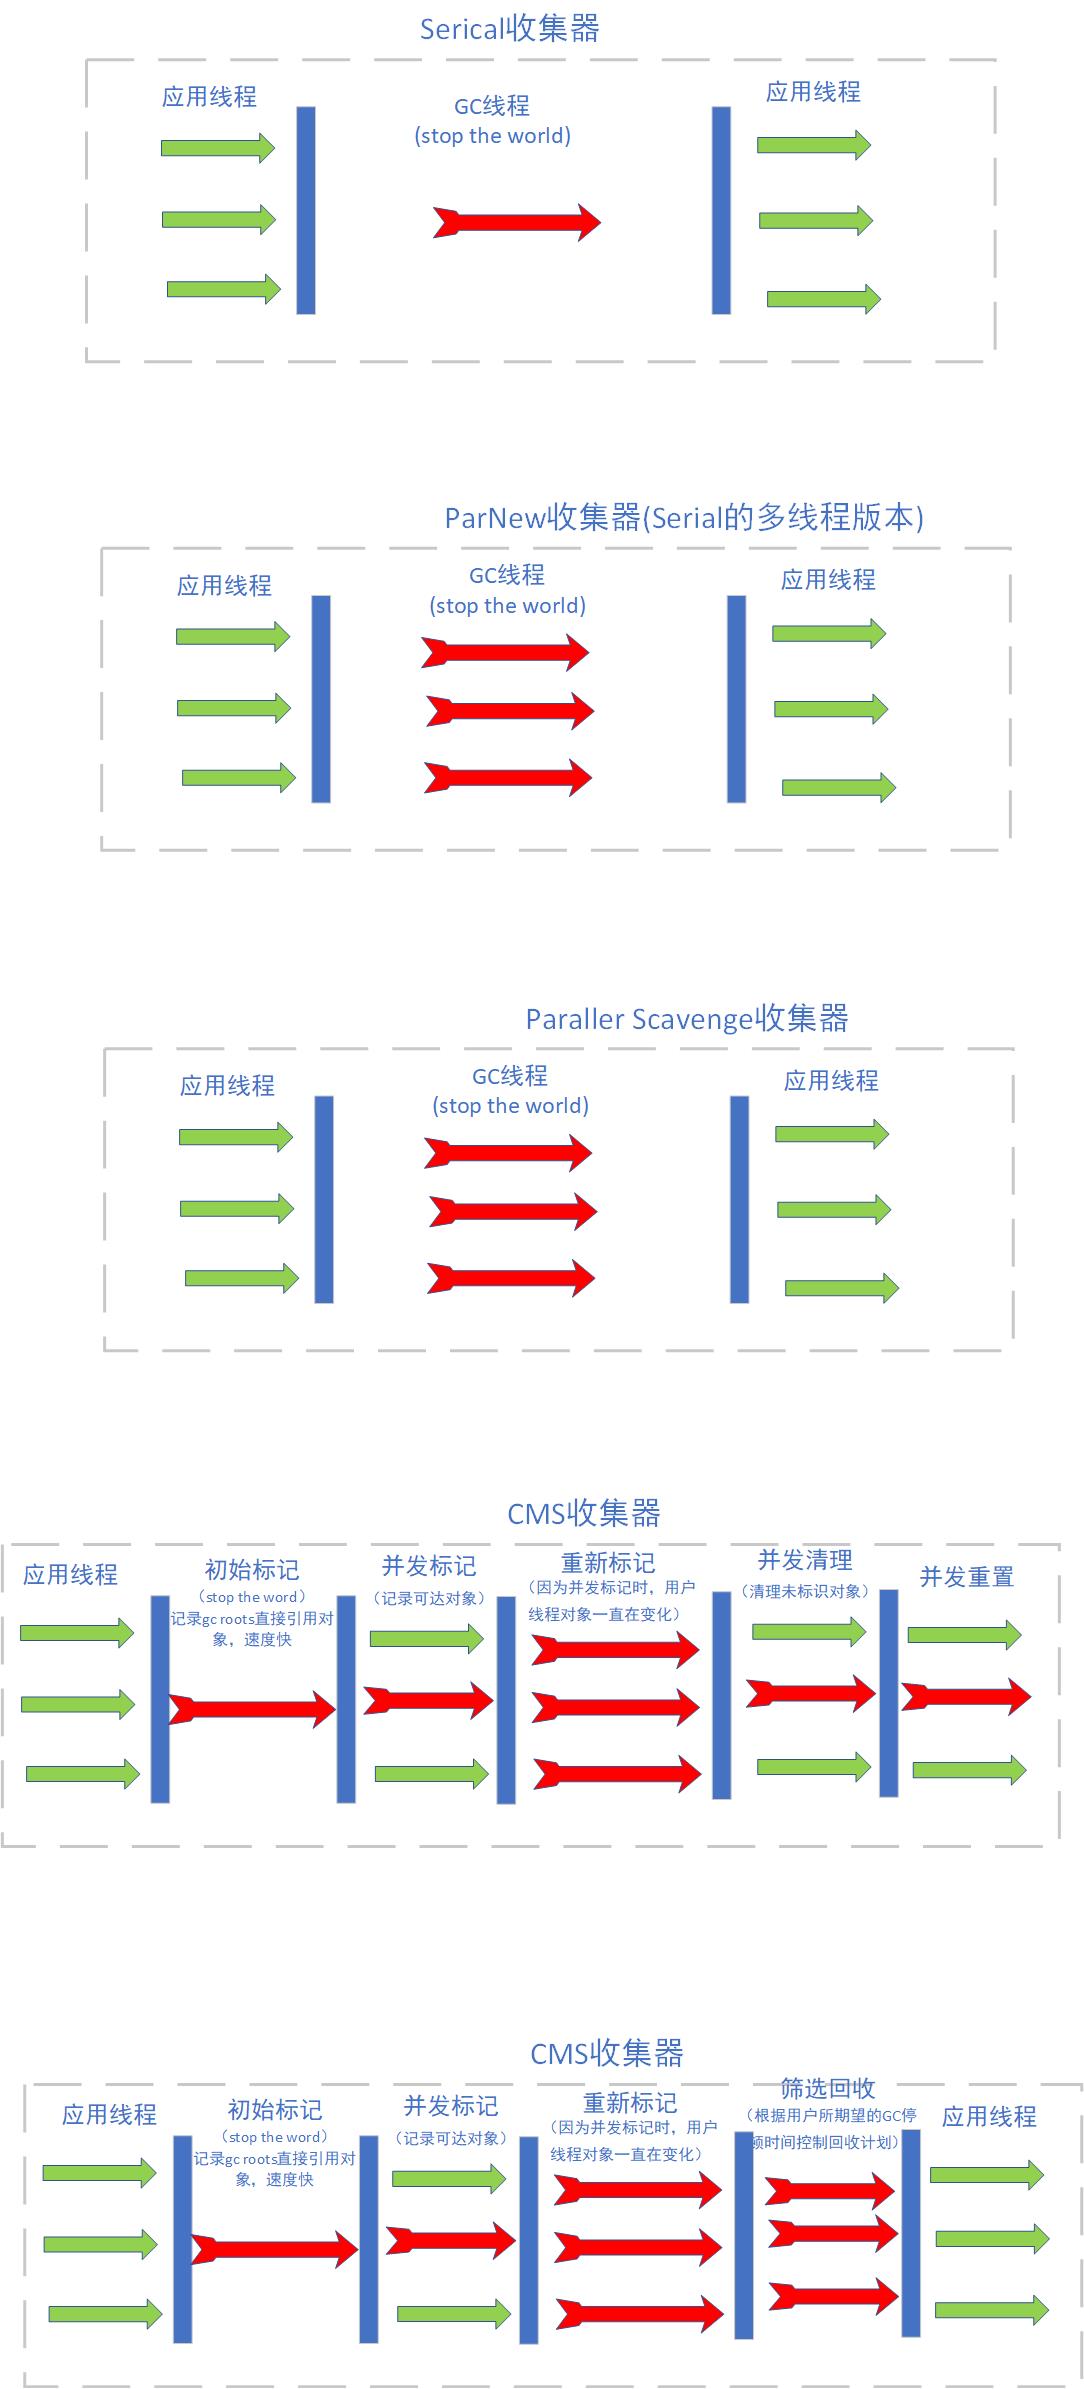 Serical收集器
应用线程
GC线程
(stop the world)
应用线程
ParNew收集器(Serial的多线程版本)
应用线程
GC线程
(stop the world)
应用线程
Paraller Scavenge收集器
应用线程
GC线程
(stop the world)
应用线程
CMS收集器
应用线程
初始标记
（stop the word）
记录gc roots直接引用对
象，速度快
并发标记
（记录可达对象）
重新标记
（因为并发标记时，用户
线程对象一直在变化）
并发清理
（清理未标识对象）
并发重置
CMS收集器
应用线程
初始标记
（stop the word）
记录gc roots直接引用对
象，速度快
并发标记
（记录可达对象）
重新标记
（因为并发标记时，用户
线程对象一直在变化）
筛选回收
（根据用户所期望的GC停
顿时间控制回收计划）
应用线程